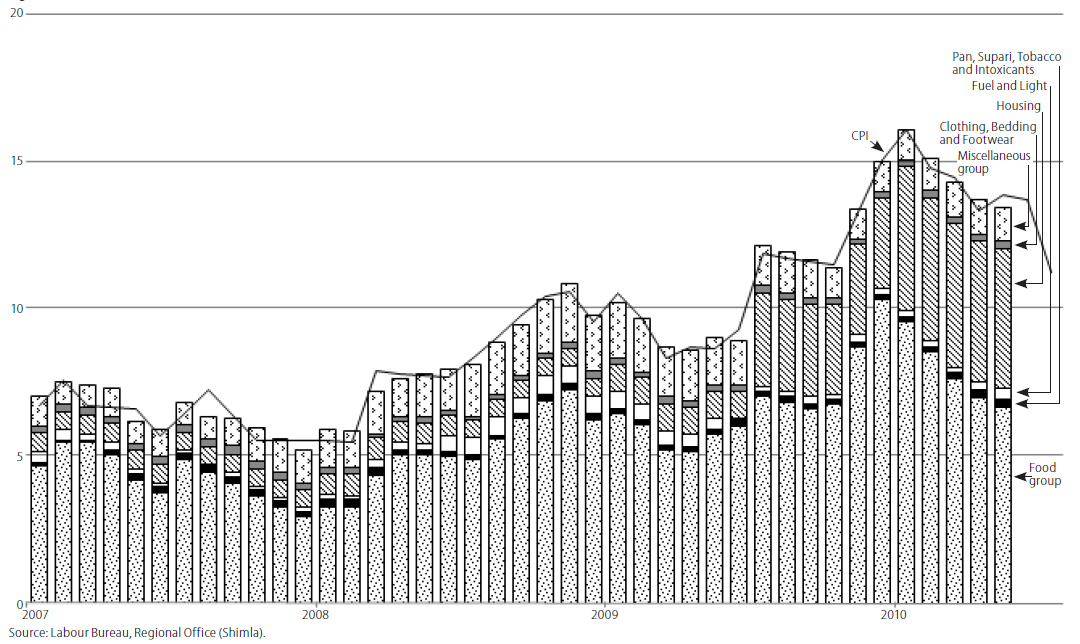 20
Pan, Supari, Tobacco
and Intoxicants
Fuel and Light
Housing
CPI
Clothing, Bedding
and Footwear
15
Miscellaneous
group
10
5
Food
group
0
2007
2008
2009
2010
Source: Labour Bureau, Regional Office (Shimla).